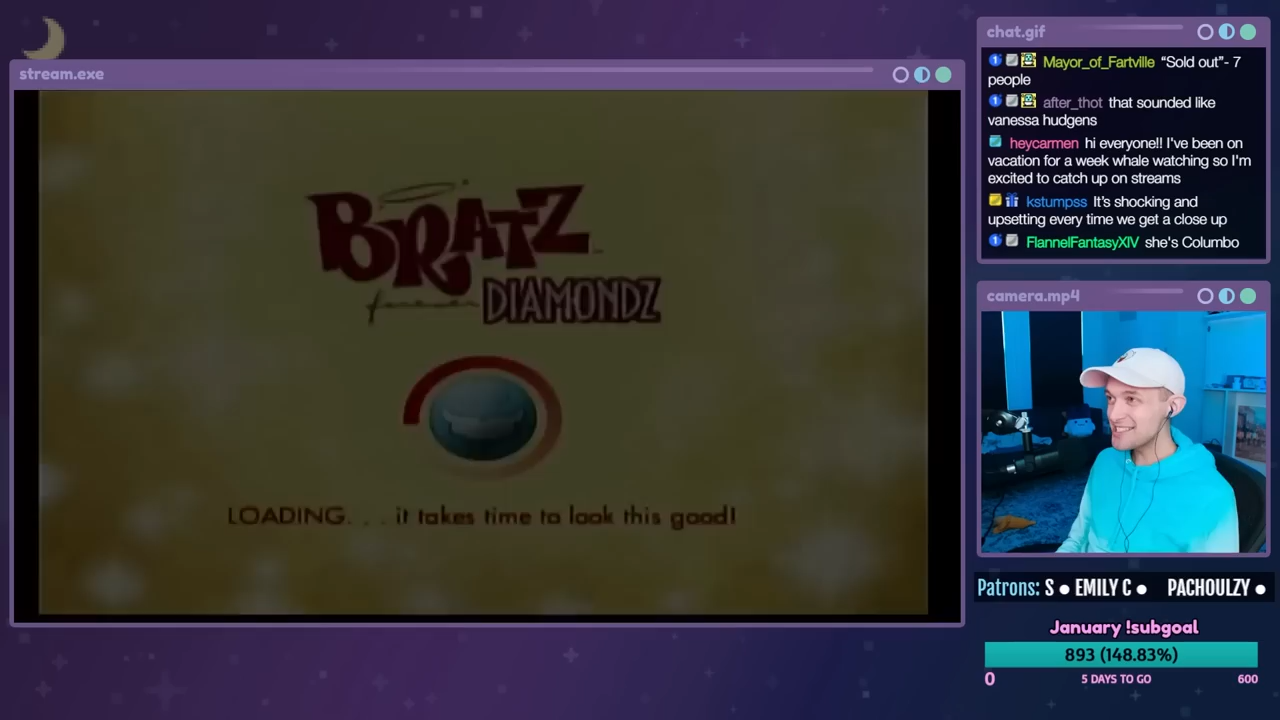 stream.exe
BRATZ
forever DIAMONDZ
LOADING. . . it takes time to look this good!
chat.gif
Mayor_of_Fartville “Sold out”- 7
people
after_thot that sounded like
vanessa hudgens
heycarmen hi everyone!! I've been on
vacation for a week whale watching so I'm
excited to catch up on streams
kstumpss It’s shocking and
upsetting every time we get a close up
FlannelFantasyXIV she's Columbo
camera.mp4
Patrons: S ● EMILY C ● PACHOULZY ●
January !subgoal
893 (148.83%)
0 5 DAYS TO GO 600